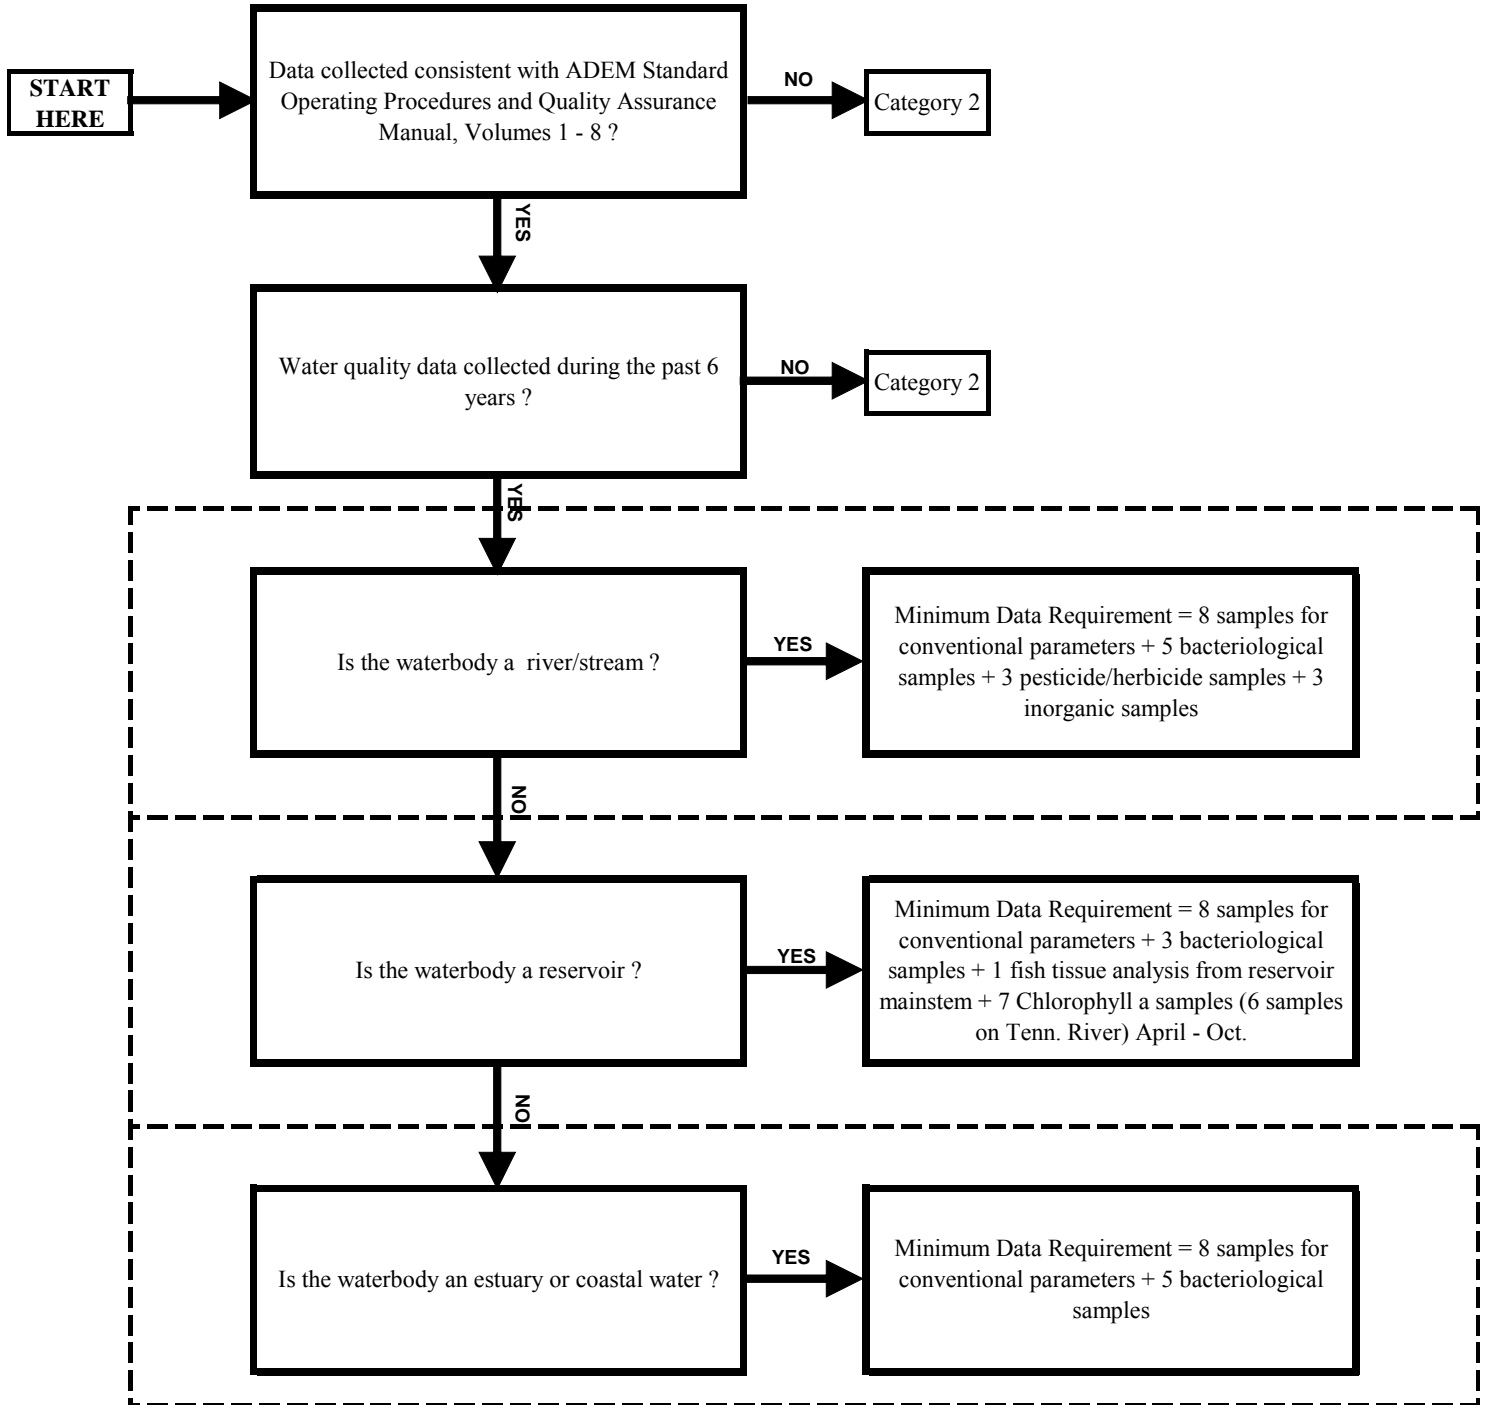 START
HERE
Data collected consistent with ADEM Standard
Operating Procedures and Quality Assurance
Manual, Volumes 1 - 8 ?
NO
Category 2
YES
Water quality data collected during the past 6
years ?
NO
Category 2
YES
Is the waterbody a river/stream ?
YES
Minimum Data Requirement = 8 samples for
conventional parameters + 5 bacteriological
samples + 3 pesticide/herbicide samples + 3
inorganic samples
NO
Is the waterbody a reservoir ?
YES
Minimum Data Requirement = 8 samples for
conventional parameters + 3 bacteriological
samples + 1 fish tissue analysis from reservoir
mainstem + 7 Chlorophyll a samples (6 samples
on Tenn. River) April - Oct.
NO
Is the waterbody an estuary or coastal water ?
YES
Minimum Data Requirement = 8 samples for
conventional parameters + 5 bacteriological
samples